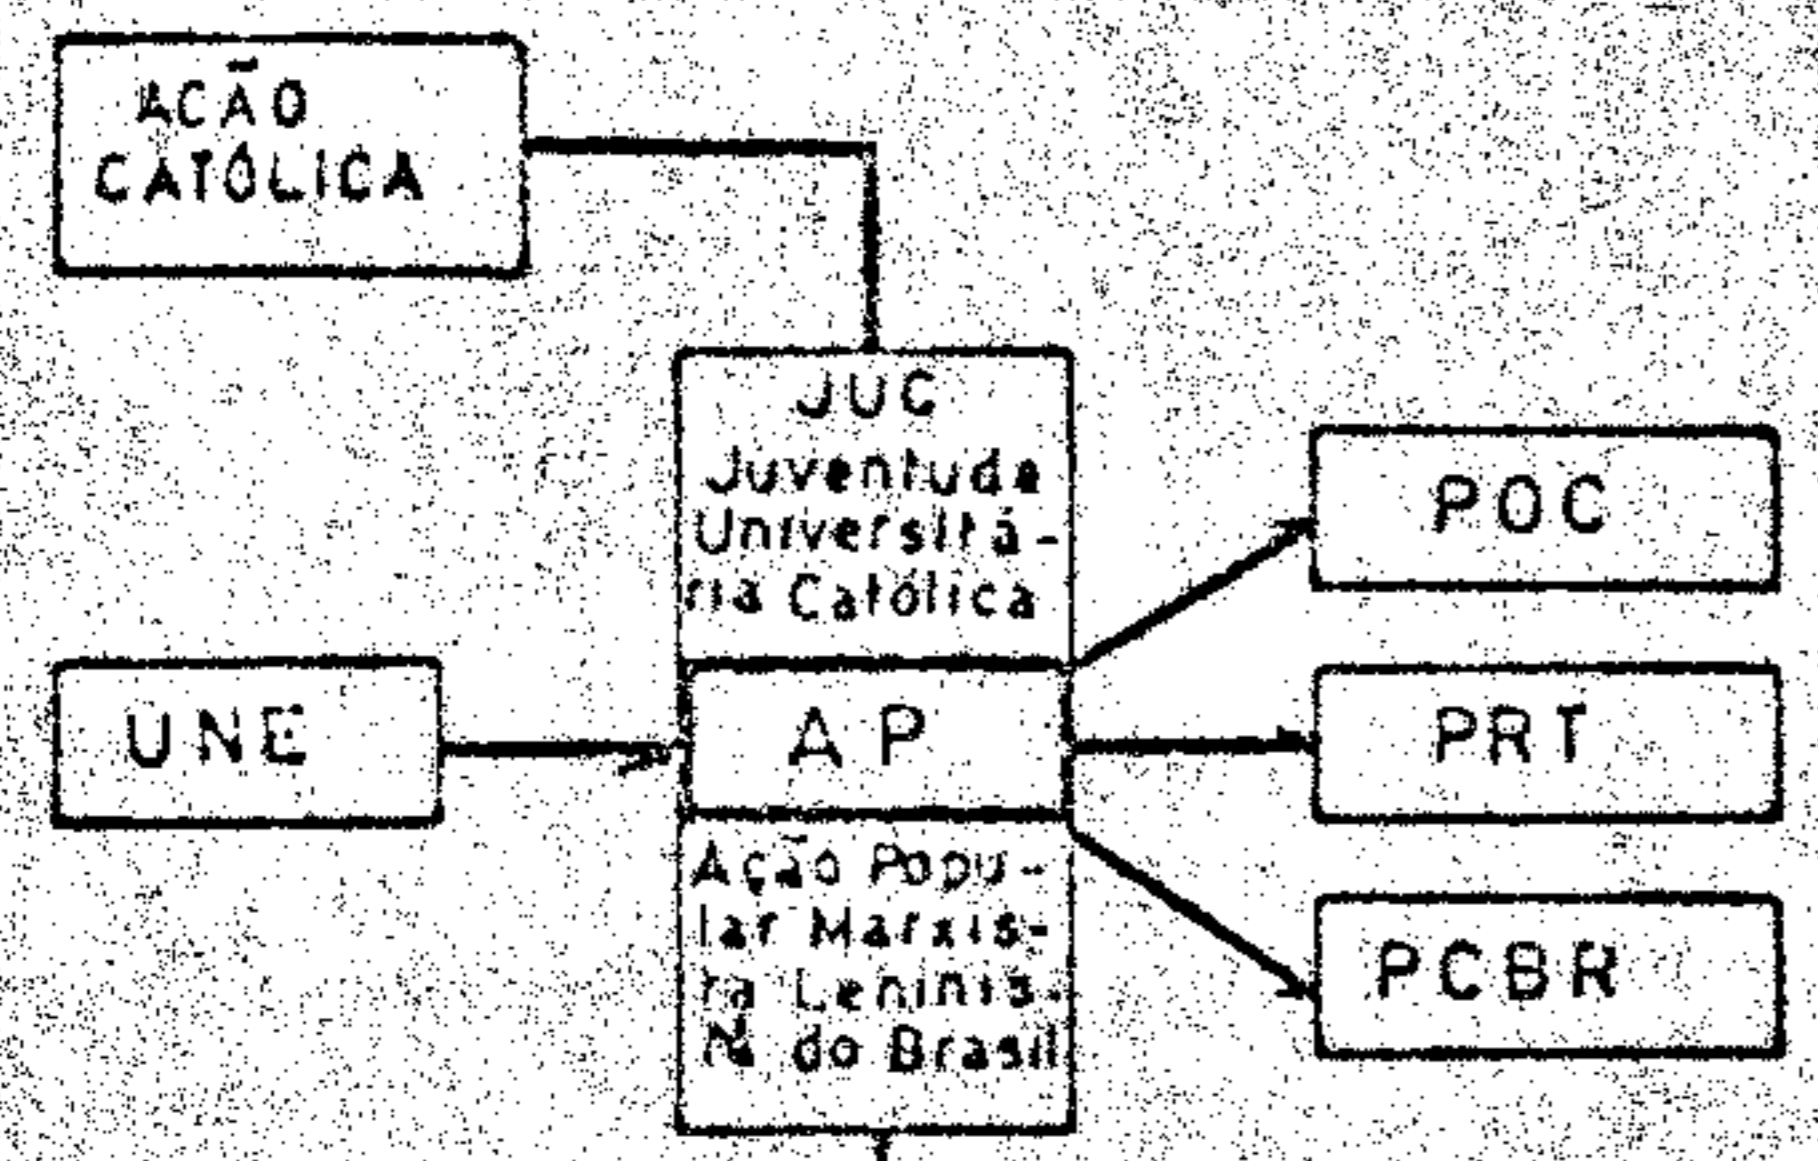 AÇÃO
CATÓLICA
JUC
Juventude
Universitá-
ria Católica
POC
UNE
AP
PRT
Ação Popu-
lar Marxis-
ta Leninis-
ta do Brasil
PCBR